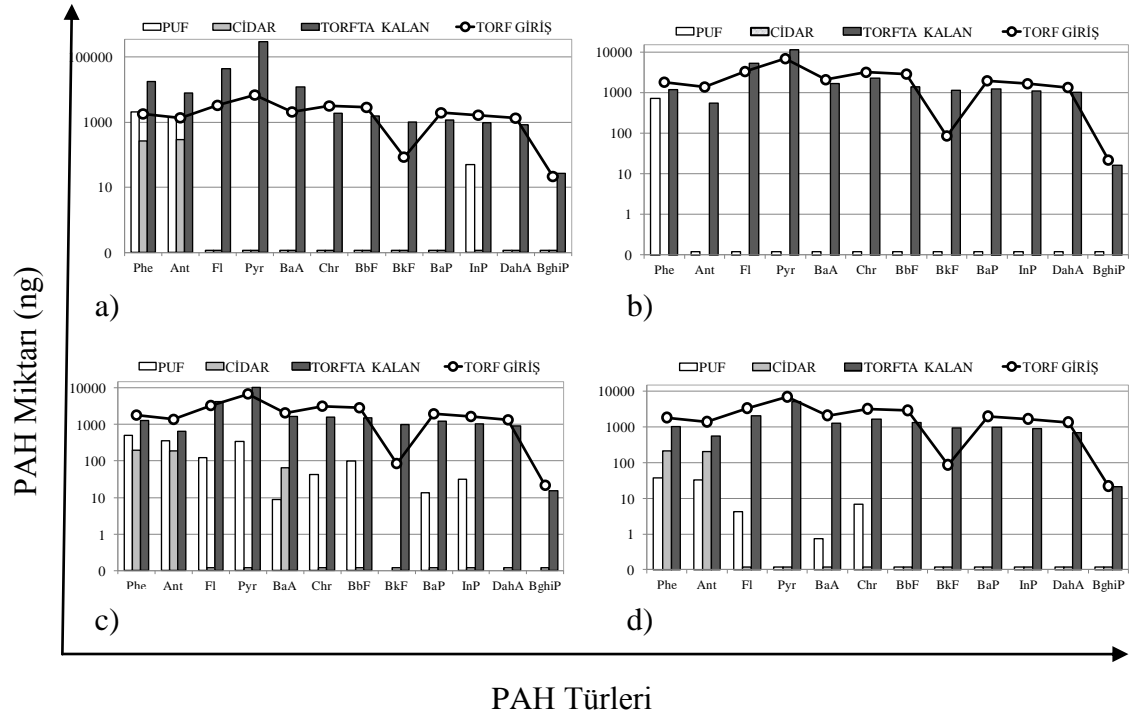 PUF CİDAR TORFTA KALAN TORF GİRİŞ
100000
1000
10
0
Phe Ant Fl Pyr BaA Chr BbF BkF BaP InP DahA BghiP
a)
PUF CİDAR TORFTA KALAN TORF GİRİŞ
10000
1000
100
10
1
0
Phe Ant Fl Pyr BaA Chr BbF BkF BaP InP DahA BghiP
b)
PUF CİDAR TORFTA KALAN TORF GİRİŞ
10000
1000
100
10
1
0
Phe Ant Fl Pyr BaA Chr BbF BkF BaP InP DahA BghiP
c)
PUF CİDAR TORFTA KALAN TORF GİRİŞ
10000
1000
100
10
1
0
Phe Ant Fl Pyr BaA Chr BbF BkF BaP InP DahA BghiP
d)
PAH Miktarı (ng)
PAH Türleri